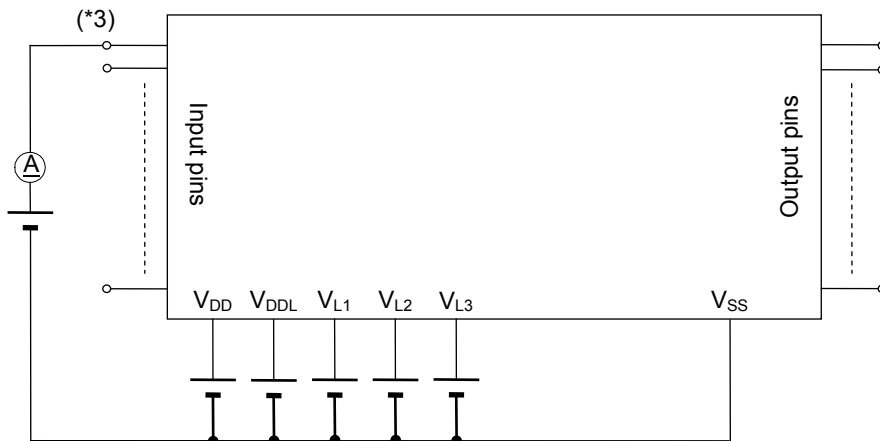 (*3)
A
Input pins
Output pins
VDD VDDL VL1 VL2 VL3 VSS